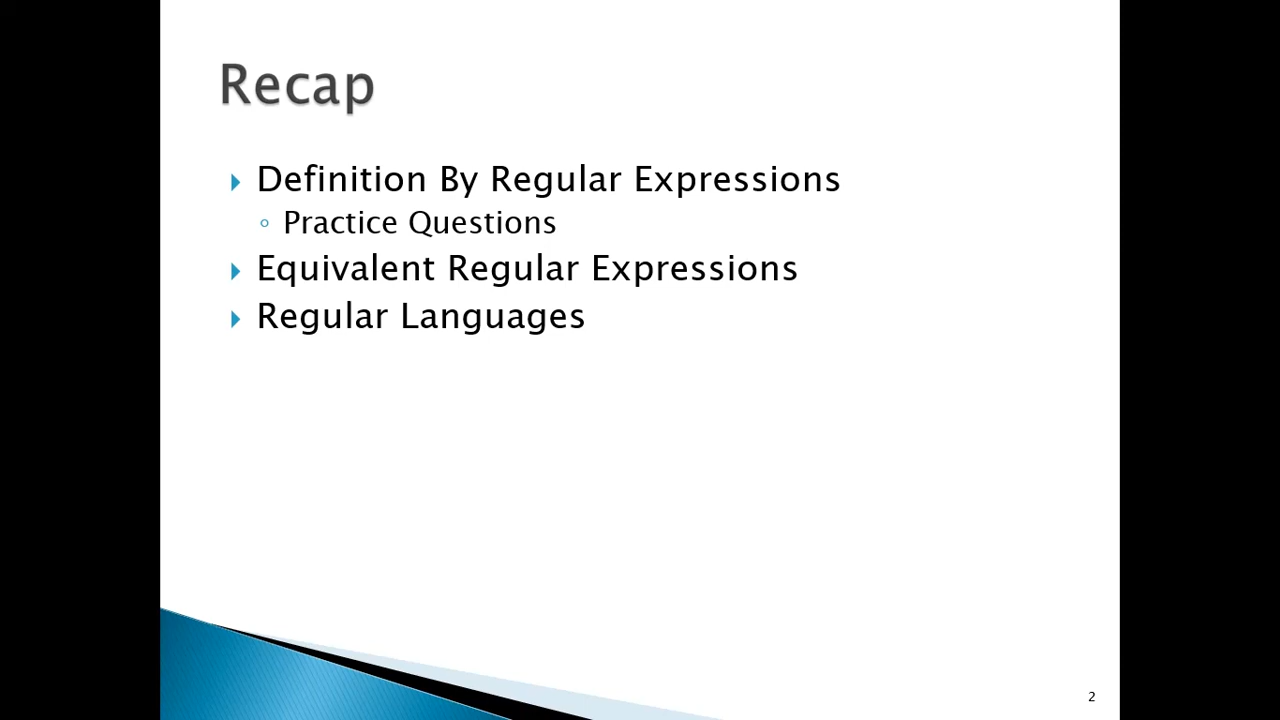 Recap
Definition By Regular Expressions
Practice Questions
Equivalent Regular Expressions
Regular Languages
2